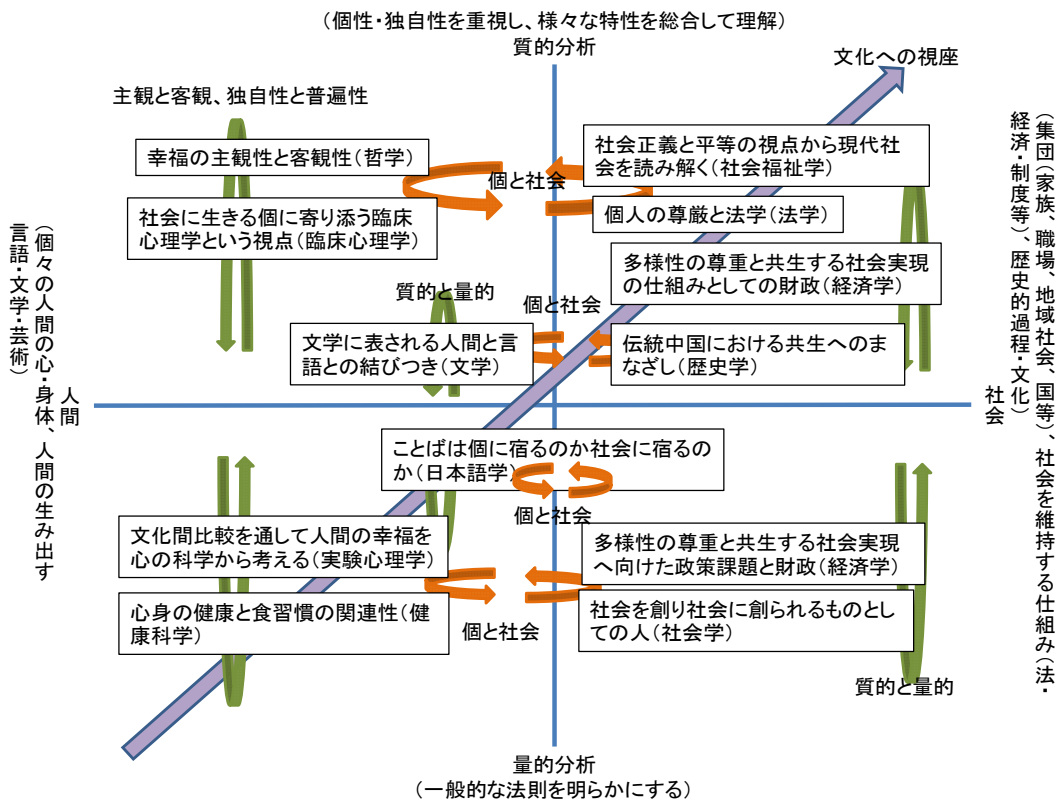 (個性・独自性を重視し、様々な特性を総合して理解)
質的分析
文化への視座
主観と客観、独自性と普遍性
幸福の主観性と客観性(哲学)
社会に生きる個に寄り添う臨床
心理学という視点(臨床心理学)
個と社会
社会正義と平等の視点から現代社
会を読み解く(社会福祉学)
個人の尊厳と法学(法学)
多様性の尊重と共生する社会実現
の仕組みとしての財政(経済学)
質的と量的
個と社会
文学に表される人間と言
語との結びつき(文学)
伝統中国における共生へのま
なざし(歴史学)
人間
(個々の人間の心・身体、人間の生み出す
言語・文学・芸術)
(集団(家族、職場、地域社会、国等)、社会を維持する仕組み(法・
経済・制度等)、歴史的過程・文化)
社会
ことばは個に宿るのか社会に宿るの
か(日本語学)
個と社会
文化間比較を通して人間の幸福を
心の科学から考える(実験心理学)
心身の健康と食習慣の関連性(健
康科学)
個と社会
多様性の尊重と共生する社会実現
へ向けた政策課題と財政(経済学)
社会を創り社会に創られるものとし
ての人(社会学)
質的と量的
量的分析
(一般的な法則を明らかにする)